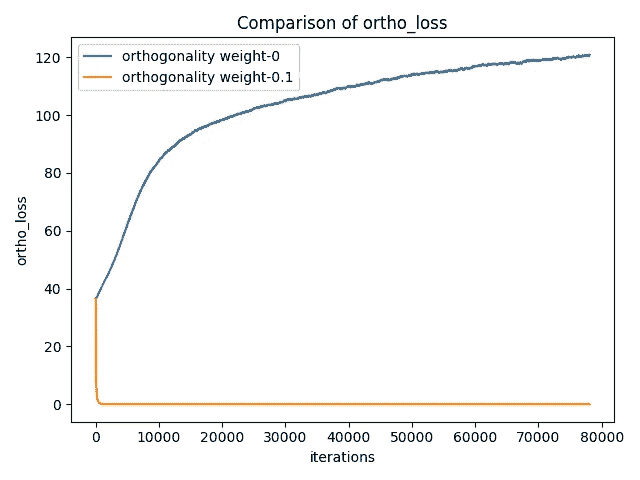 Comparison of ortho_loss
orthogonality weight-0
orthogonality weight-0.1
120
100
80
60
40
20
0
ortho_loss
0 10000 20000 30000 40000 50000 60000 70000 80000
iterations